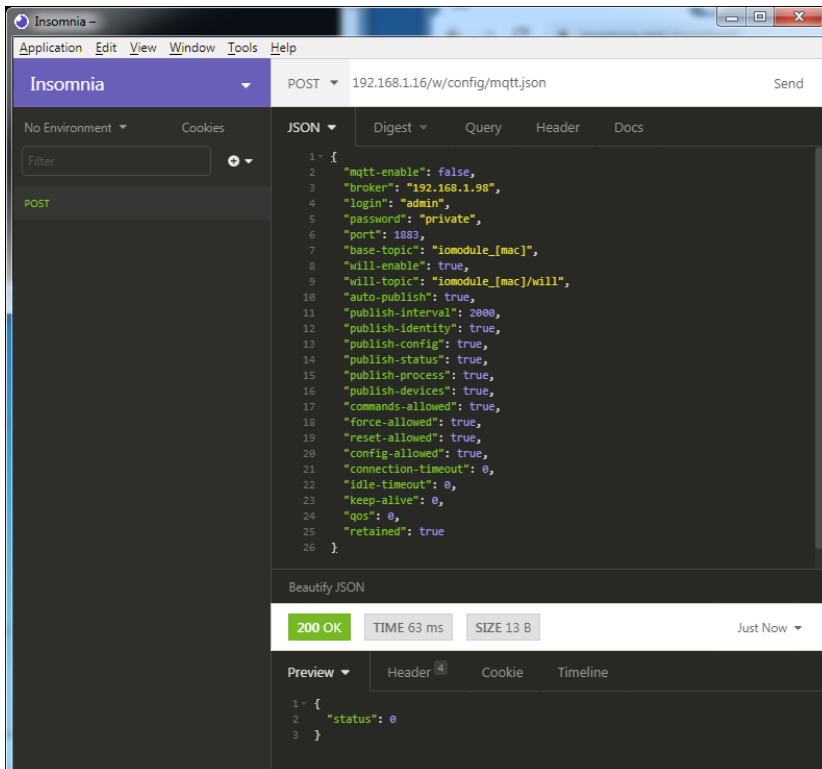 Insomnia –
Application Edit View Window Tools Help
Insomnia
POST 192.168.1.16/w/config/mqtt.json Send
No Environment Cookies
JSON Digest Query Header Docs
Filter
POST
1 {
2 "mqtt-enable": false,
3 "broker": "192.168.1.98",
4 "login": "admin",
5 "password": "private",
6 "port": 1883,
7 "base-topic": "iomodule_[mac]",
8 "will-enable": true,
9 "will-topic": "iomodule_[mac]/will",
10 "auto-publish": true,
11 "publish-interval": 2000,
12 "publish-identity": true,
13 "publish-config": true,
14 "publish-status": true,
15 "publish-process": true,
16 "publish-devices": true,
17 "commands-allowed": true,
18 "force-allowed": true,
19 "reset-allowed": true,
20 "config-allowed": true,
21 "connection-timeout": 0,
22 "idle-timeout": 0,
23 "keep-alive": 0,
24 "qos": 0,
25 "retained": true
26 }
Beautify JSON
200 OK TIME 63 ms SIZE 13 B Just Now
Preview Header 4 Cookie Timeline
1 {
2 "status": 0
3 }